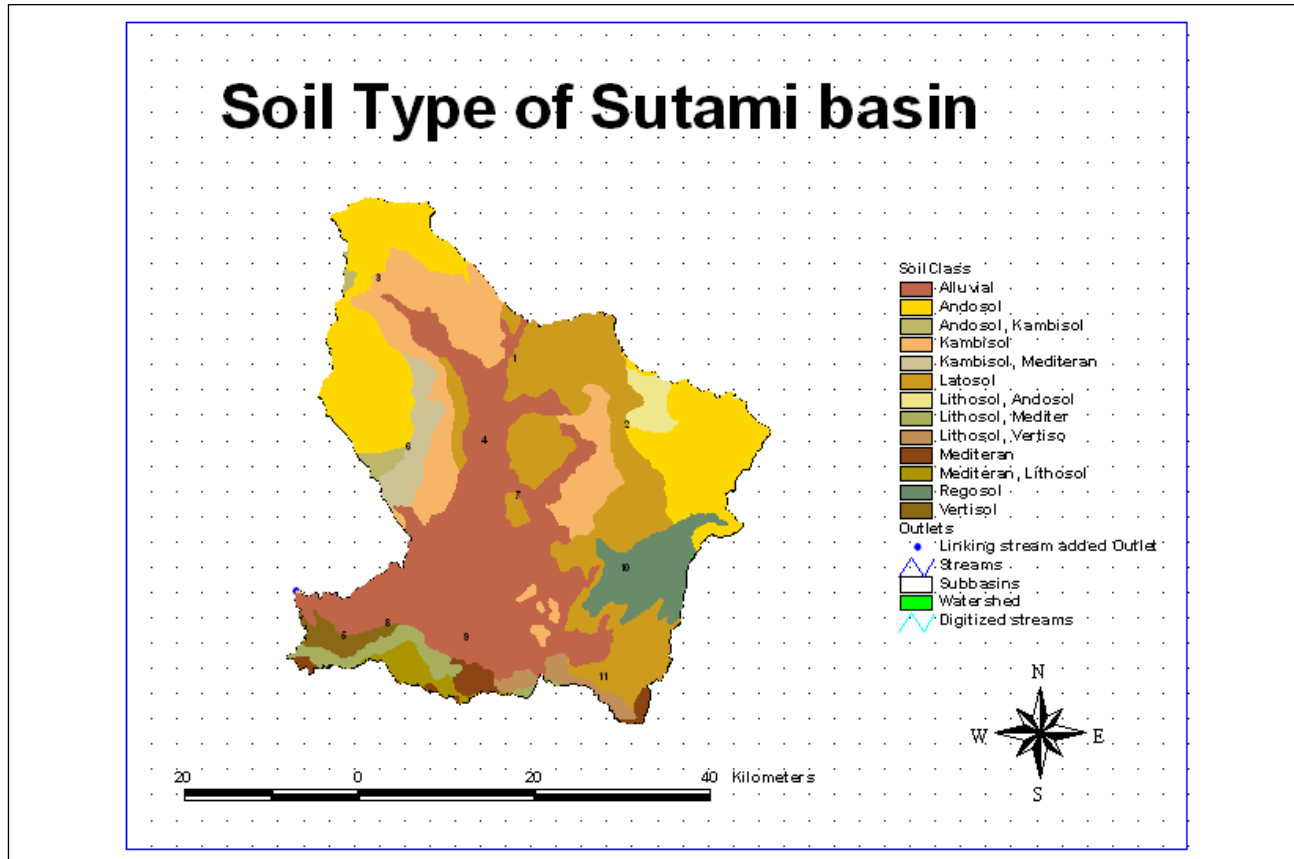 Soil Type of Sutami basin
3
1
2
4
6
7
10
5
8
9
11
Soil Class
Alluvial
Andosol
Andosol, Kambisol
Kambisol
Kambisol, Mediteran
Latosol
Lithosol, Andosol
Lithosol, Mediter
Lithosol, Vertiso
Mediteran
Mediteran, Lithosol
Regosol
Vertisol
Outlets
Linking stream added Outlet
Streams
Subbasins
Watershed
Digitized streams
N
W E
S
20 0 20 40 Kilometers